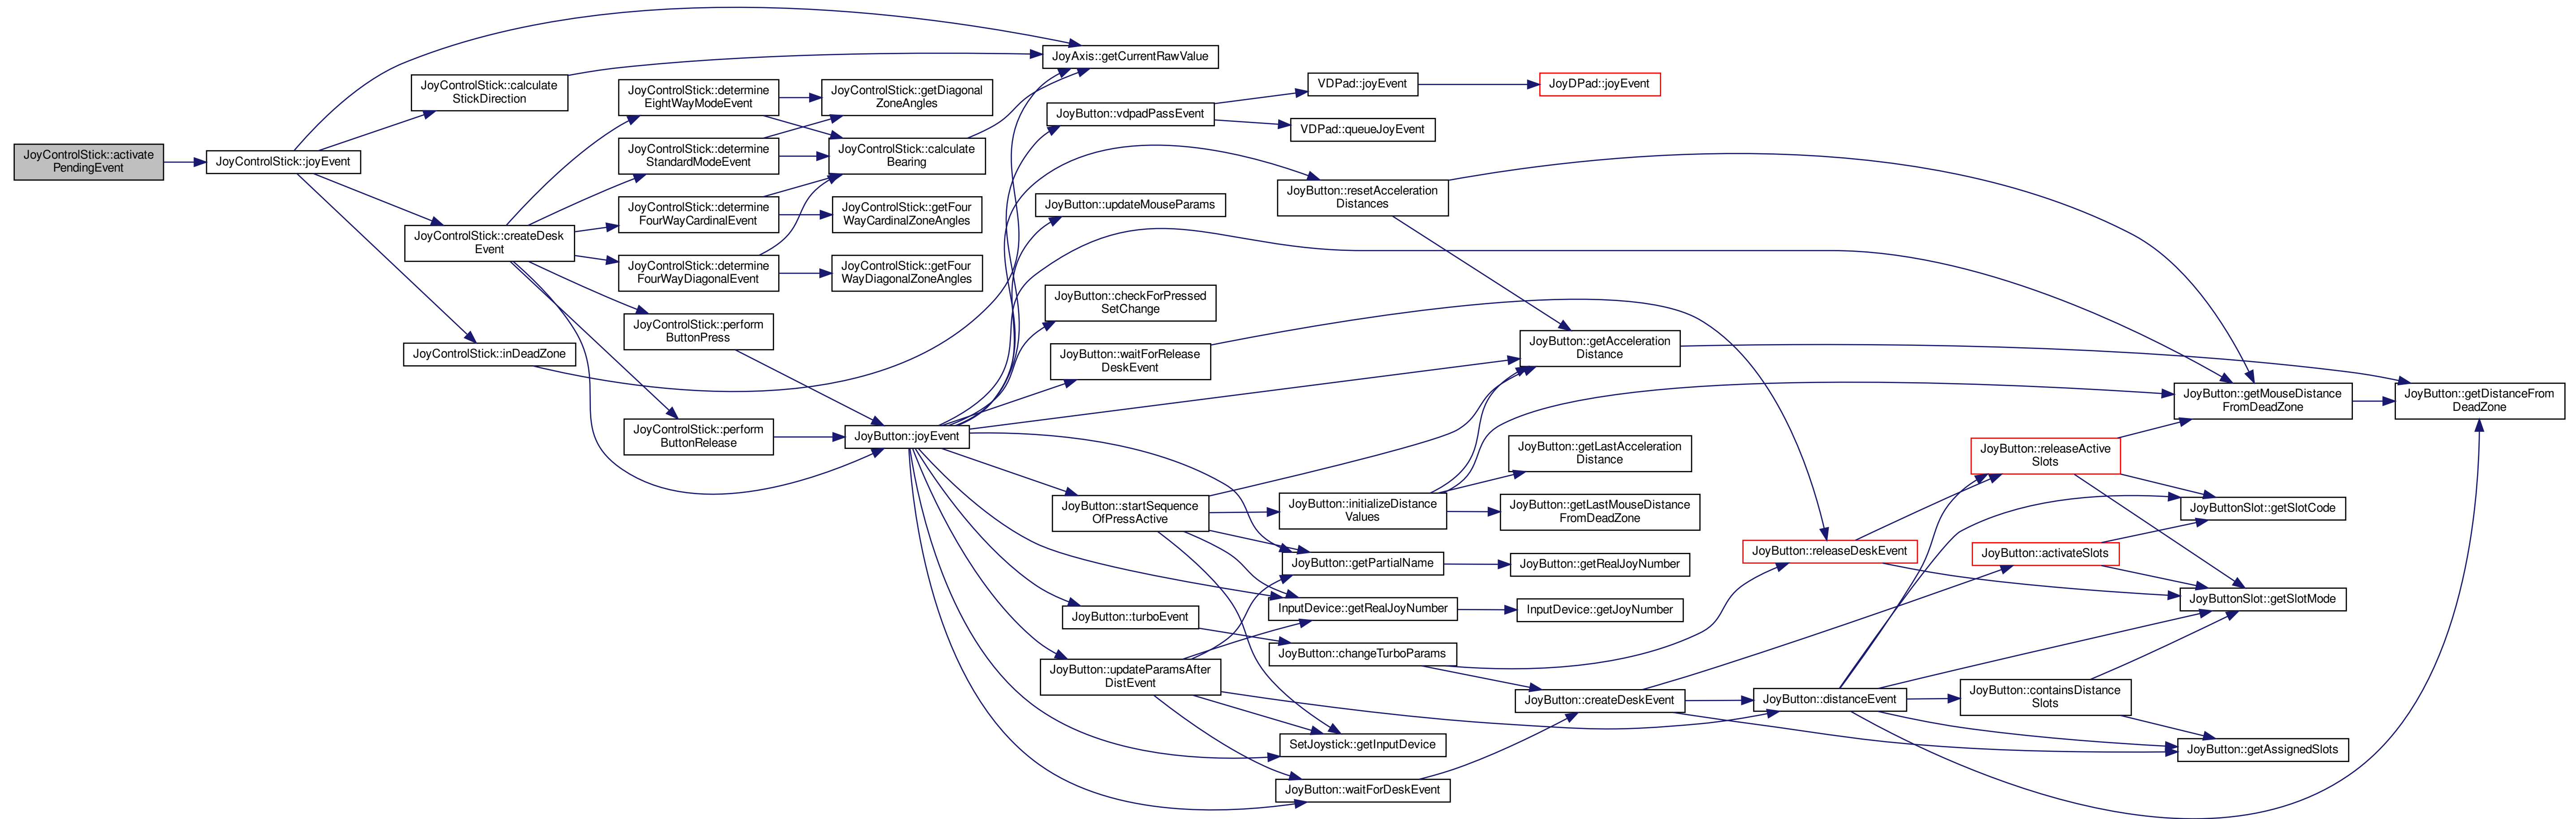 JoyControlStick::activate
PendingEvent
JoyControlStick::joyEvent
JoyControlStick::calculate
StickDirection
JoyControlStick::createDesk
Event
JoyControlStick::inDeadZone
JoyControlStick::determine
EightWayModeEvent
JoyControlStick::determine
StandardModeEvent
JoyControlStick::determine
FourWayCardinalEvent
JoyControlStick::determine
FourWayDiagonalEvent
JoyControlStick::perform
ButtonPress
JoyControlStick::perform
ButtonRelease
JoyControlStick::getDiagonal
ZoneAngles
JoyControlStick::calculate
Bearing
JoyControlStick::getFour
WayCardinalZoneAngles
JoyControlStick::getFour
WayDiagonalZoneAngles
JoyButton::joyEvent
JoyAxis::getCurrentRawValue
JoyButton::vdpadPassEvent
JoyButton::updateMouseParams
JoyButton::checkForPressed
SetChange
JoyButton::waitForRelease
DeskEvent
JoyButton::startSequence
OfPressActive
JoyButton::turboEvent
JoyButton::updateParamsAfter
DistEvent
VDPad::joyEvent
VDPad::queueJoyEvent
JoyButton::resetAcceleration
Distances
JoyButton::initializeDistance
Values
JoyButton::getPartialName
InputDevice::getRealJoyNumber
JoyButton::changeTurboParams
SetJoystick::getInputDevice
JoyButton::waitForDeskEvent
JoyDPad::joyEvent
JoyButton::getAcceleration
Distance
JoyButton::getLastAcceleration
Distance
JoyButton::getLastMouseDistance
FromDeadZone
JoyButton::getRealJoyNumber
InputDevice::getJoyNumber
JoyButton::createDeskEvent
JoyButton::releaseDeskEvent
JoyButton::distanceEvent
JoyButton::releaseActive
Slots
JoyButton::activateSlots
JoyButton::containsDistance
Slots
JoyButton::getMouseDistance
FromDeadZone
JoyButtonSlot::getSlotCode
JoyButtonSlot::getSlotMode
JoyButton::getAssignedSlots
JoyButton::getDistanceFrom
DeadZone